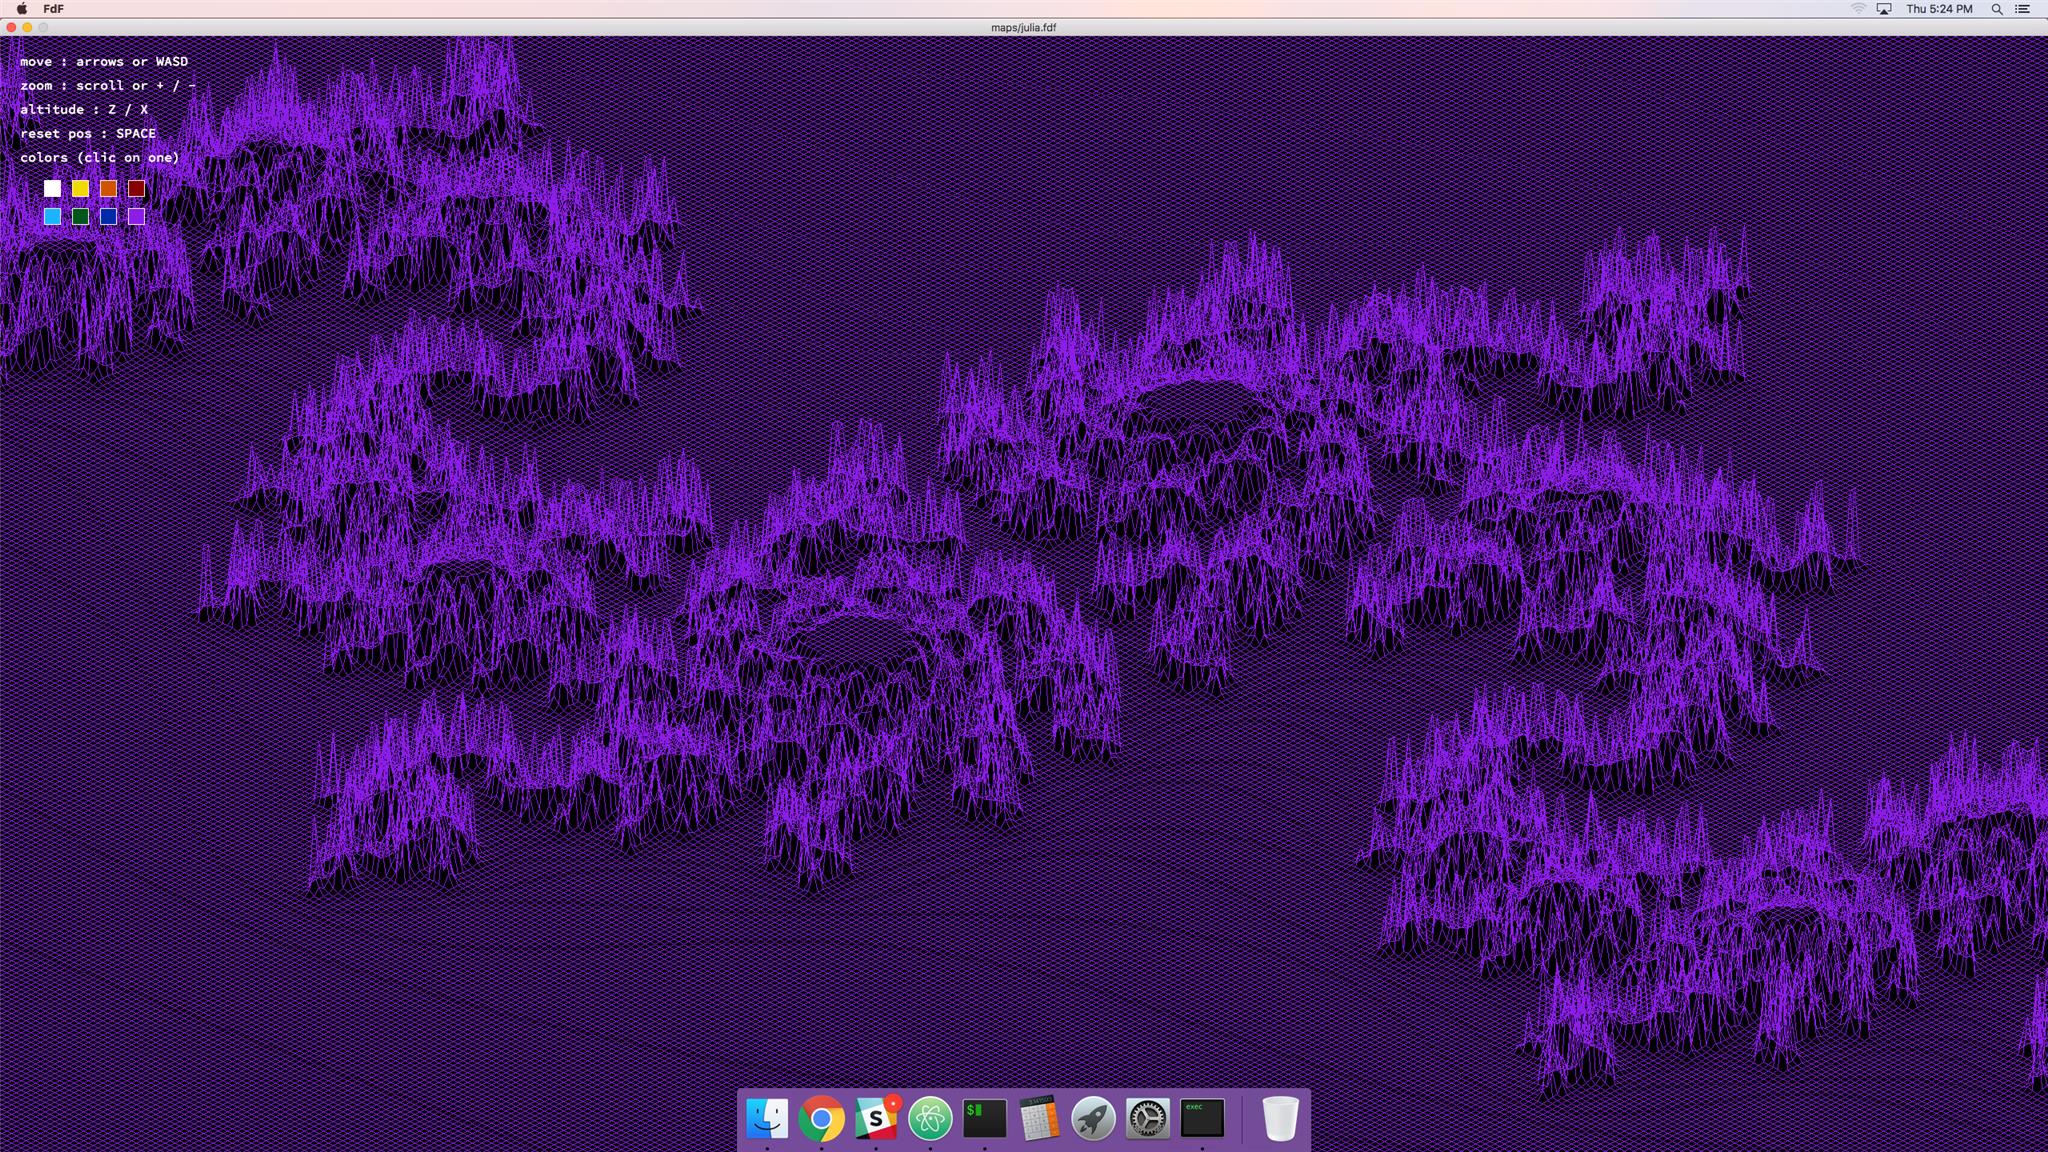 FdF
Thu 5:24 PM
maps/julia.fdf
move : arrows or WASD
zoom : scroll or + / -
altitude : Z / X
reset pos : SPACE
colors (clic on one)
S
$
exec